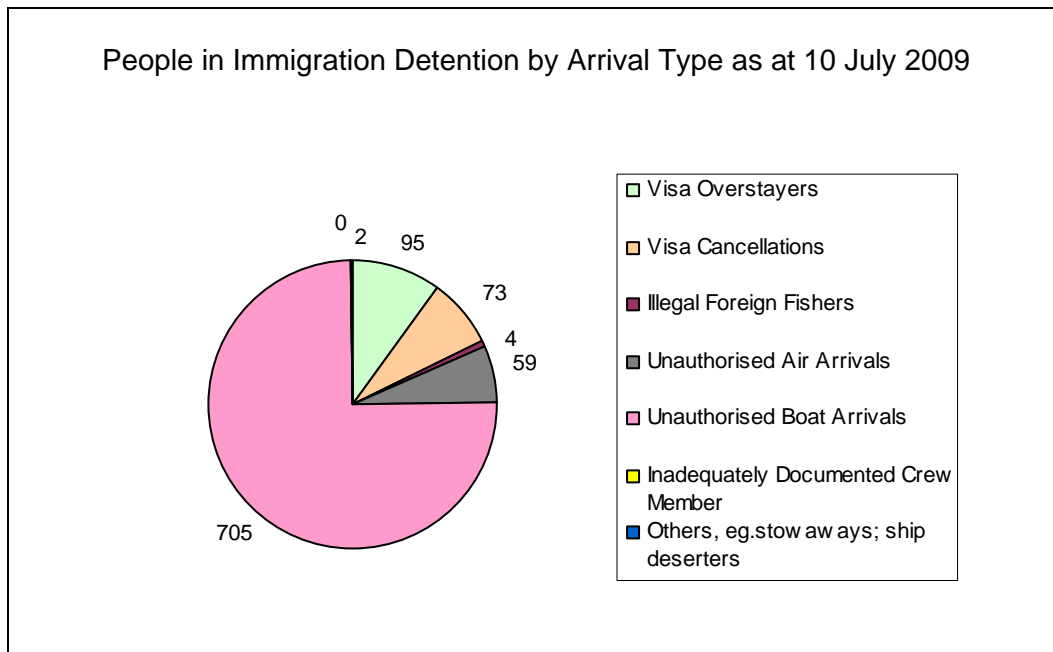 People in Immigration Detention by Arrival Type as at 10 July 2009
0
2
95
73
4
59
705
Visa Overstayers
Visa Cancellations
Illegal Foreign Fishers
Unauthorised Air Arrivals
Unauthorised Boat Arrivals
Inadequately Documented Crew
Member
Others, eg.stow aw ays; ship
deserters